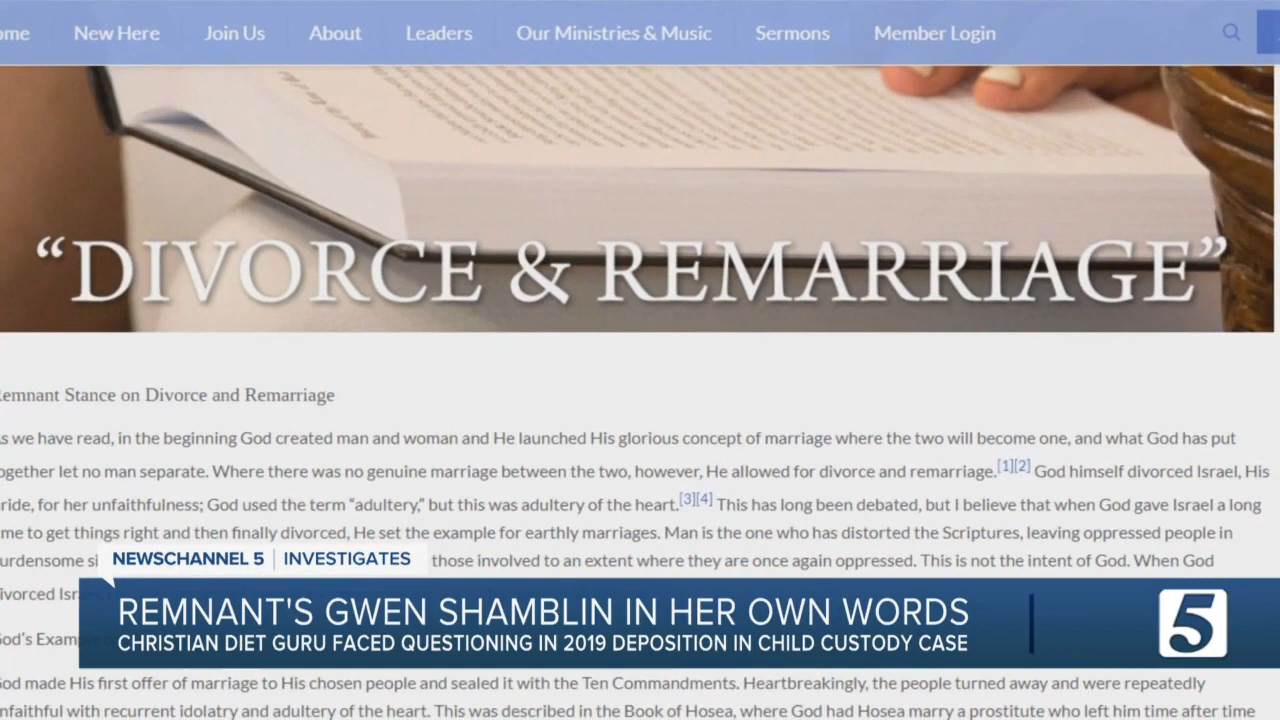 ome New Here Join Us About Leaders Our Ministries & Music Sermons Member Login
“DIVORCE & REMARRIAGE”
emnant Stance on Divorce and Remarriage
s we have read, in the beginning God created man and woman and He launched His glorious concept of marriage where the two will become one, and what God has put
ogether let no man separate. Where there was no genuine marriage between the two, however, He allowed for divorce and remarriage.[1][2] God himself divorced Israel, His
ride, for her unfaithfulness; God used the term “adultery,” but this was adultery of the heart.[3][4] This has long been debated, but I believe that when God gave Israel a long
me to get things right and then finally divorced, He set the example for earthly marriages. Man is the one who has distorted the Scriptures, leaving oppressed people in
urdensome si those involved to an extent where they are once again oppressed. This is not the intent of God. When God
NEWSCHANNEL 5 | INVESTIGATES
ivorced Isr
REMNANT'S GWEN SHAMBLIN IN HER OWN WORDS
5
od's Examp
CHRISTIAN DIET GURU FACED QUESTIONING IN 2019 DEPOSITION IN CHILD CUSTODY CASE
od made His first offer of marriage to His chosen people and sealed it with the Ten Commandments. Heartbreakingly, the people turned away and were repeatedly
nfaithful with recurrent idolatry and adultery of the heart. This was described in the Book of Hosea, where God had Hosea marry a prostitute who left him time after time